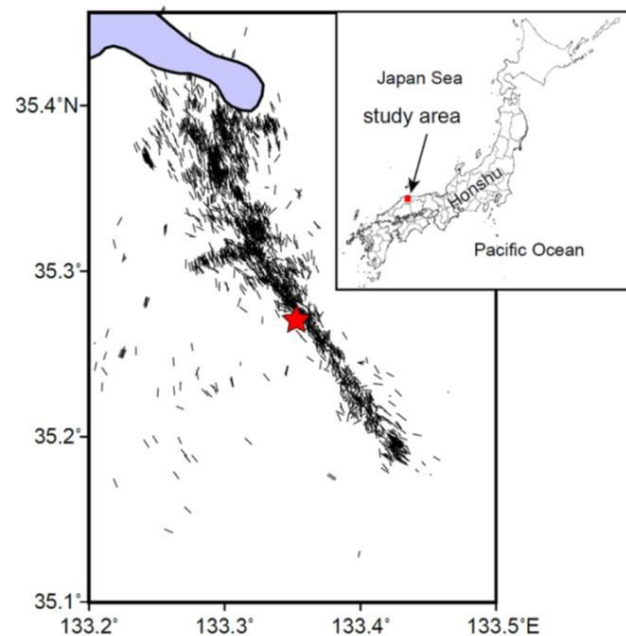 Japan Sea
study area
Honshu
Pacific Ocean
35.4°N
35.3°
35.2°
35.1°
133.2°
133.3°
133.4°
133.5°E